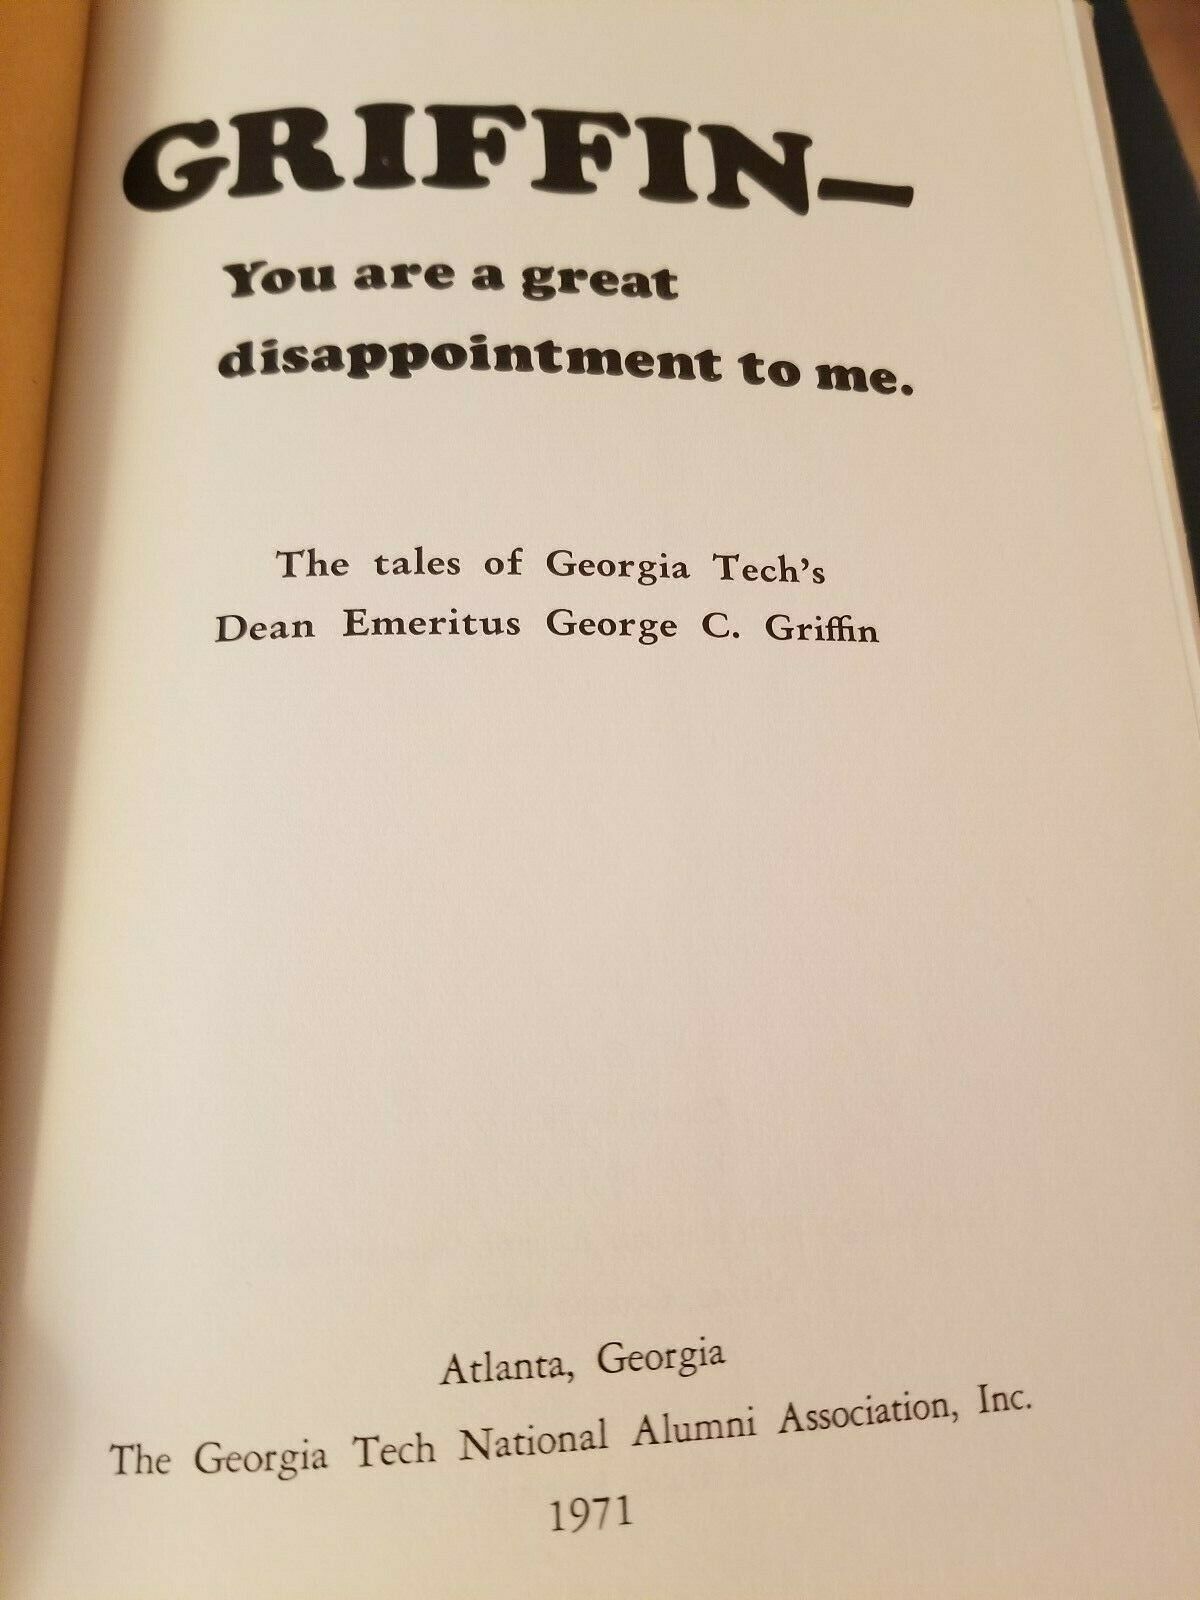 GRIFFIN—
You are a great
disappointment to me.
The tales of Georgia Tech's
Dean Emeritus George C. Griffin
Atlanta, Georgia
The Georgia Tech National Alumni Association, Inc.
1971